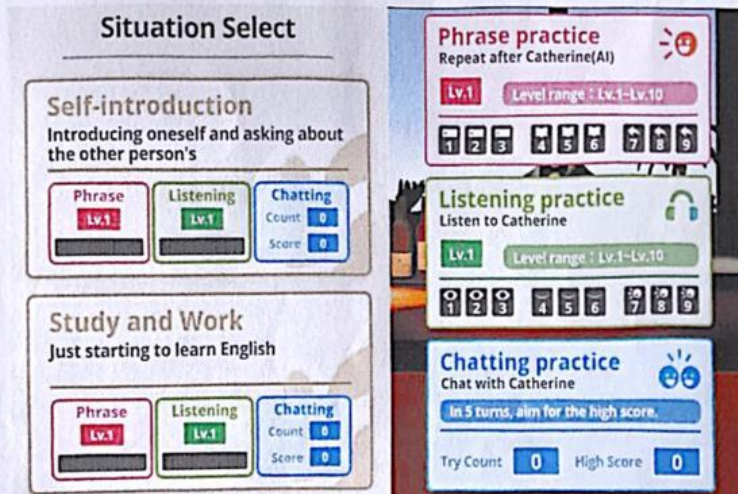 Situation Select
Self-introduction
Introducing oneself and asking about
the other person's
Phrase Listening Chatting
Lv.1 Lv.1 Count 0
Score 0
Study and Work
Just starting to learn English
Phrase Listening Chatting
Lv.1 Lv.1 Count 0
Score 0
Phrase practice
Repeat after Catherine(AI)
Lv.1 Level range : Lv.1~Lv.10
1 2 3 4 5 6 7 8 9
Listening practice
Listen to Catherine
Lv.1 Level range : Lv.1~Lv.10
1 2 3 4 5 6 7 8 9
Chatting practice
Chat with Catherine
In 5 turns, aim for the high score.
Try Count 0 High Score 0